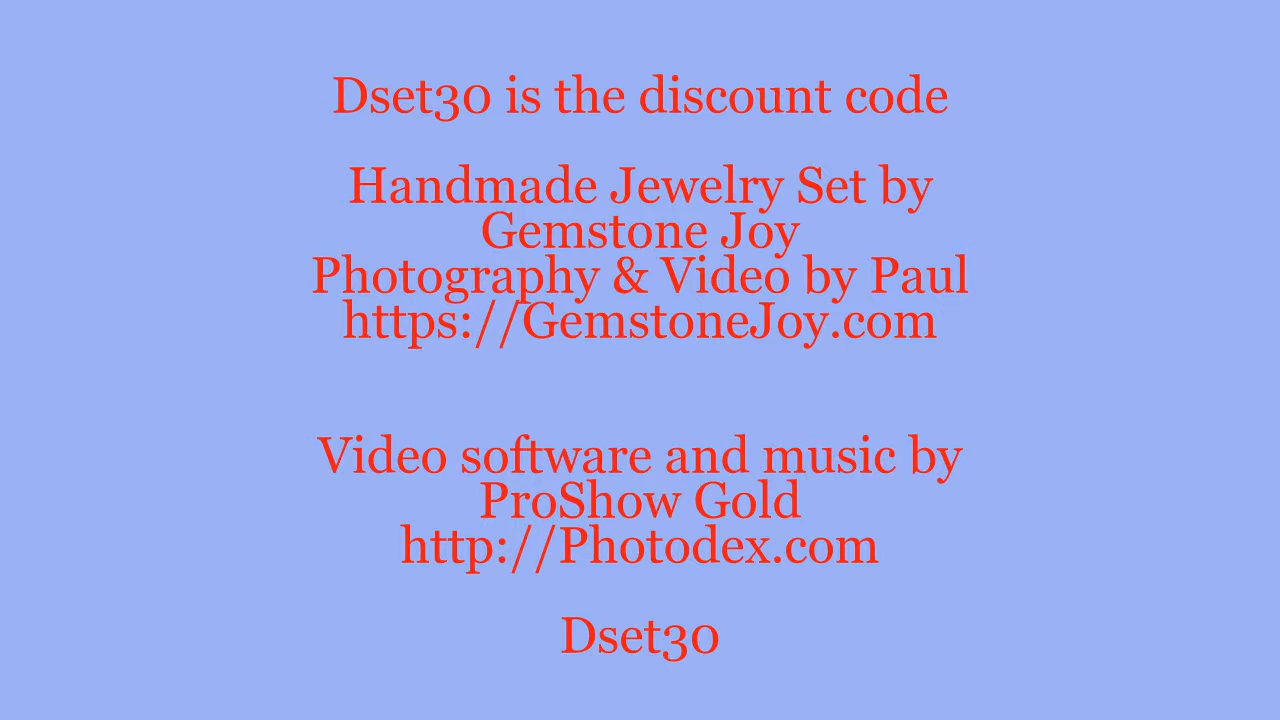 Dset30 is the discount code
Handmade Jewelry Set by
Gemstone Joy
Photography & Video by Paul
https://GemstoneJoy.com
Video software and music by
ProShow Gold
http://Photodex.com
Dset30